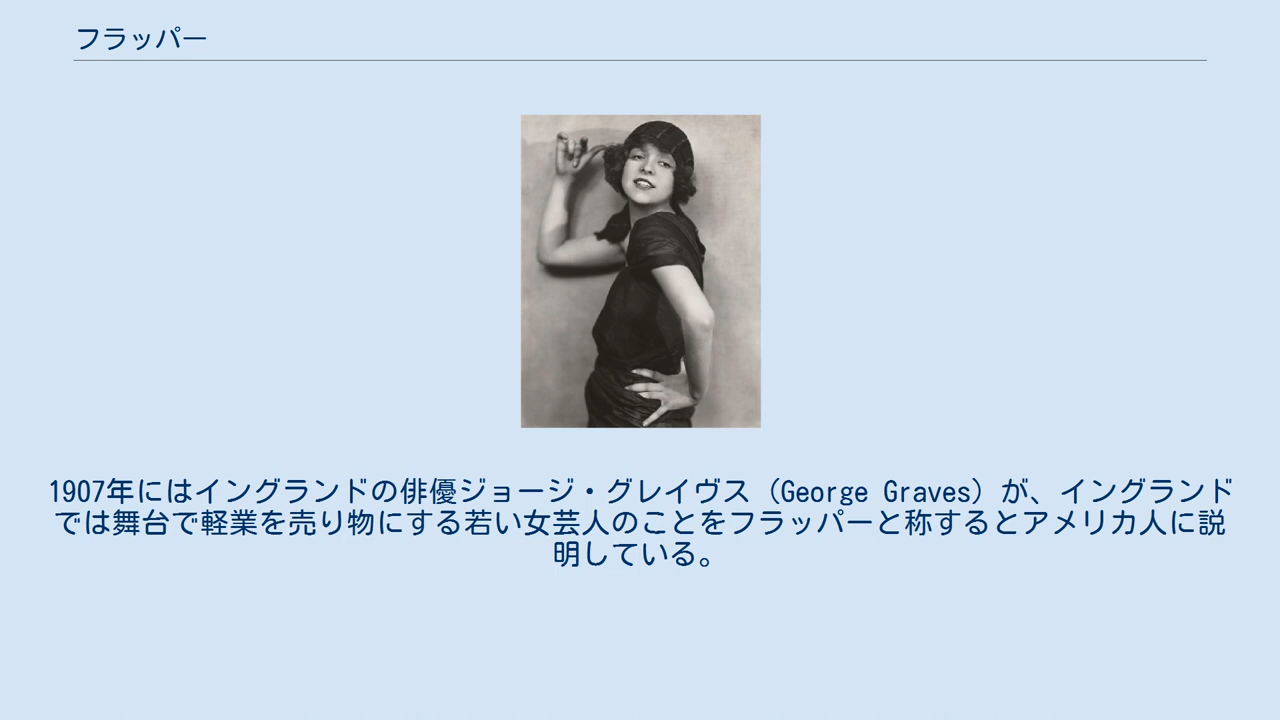 フラッパー
1907年にはイングランドの俳優ジョージ・グレイヴス（George Graves）が、イングランド
では舞台で軽業を売り物にする若い女芸人のことをフラッパーと称するとアメリカ人に説
明している。